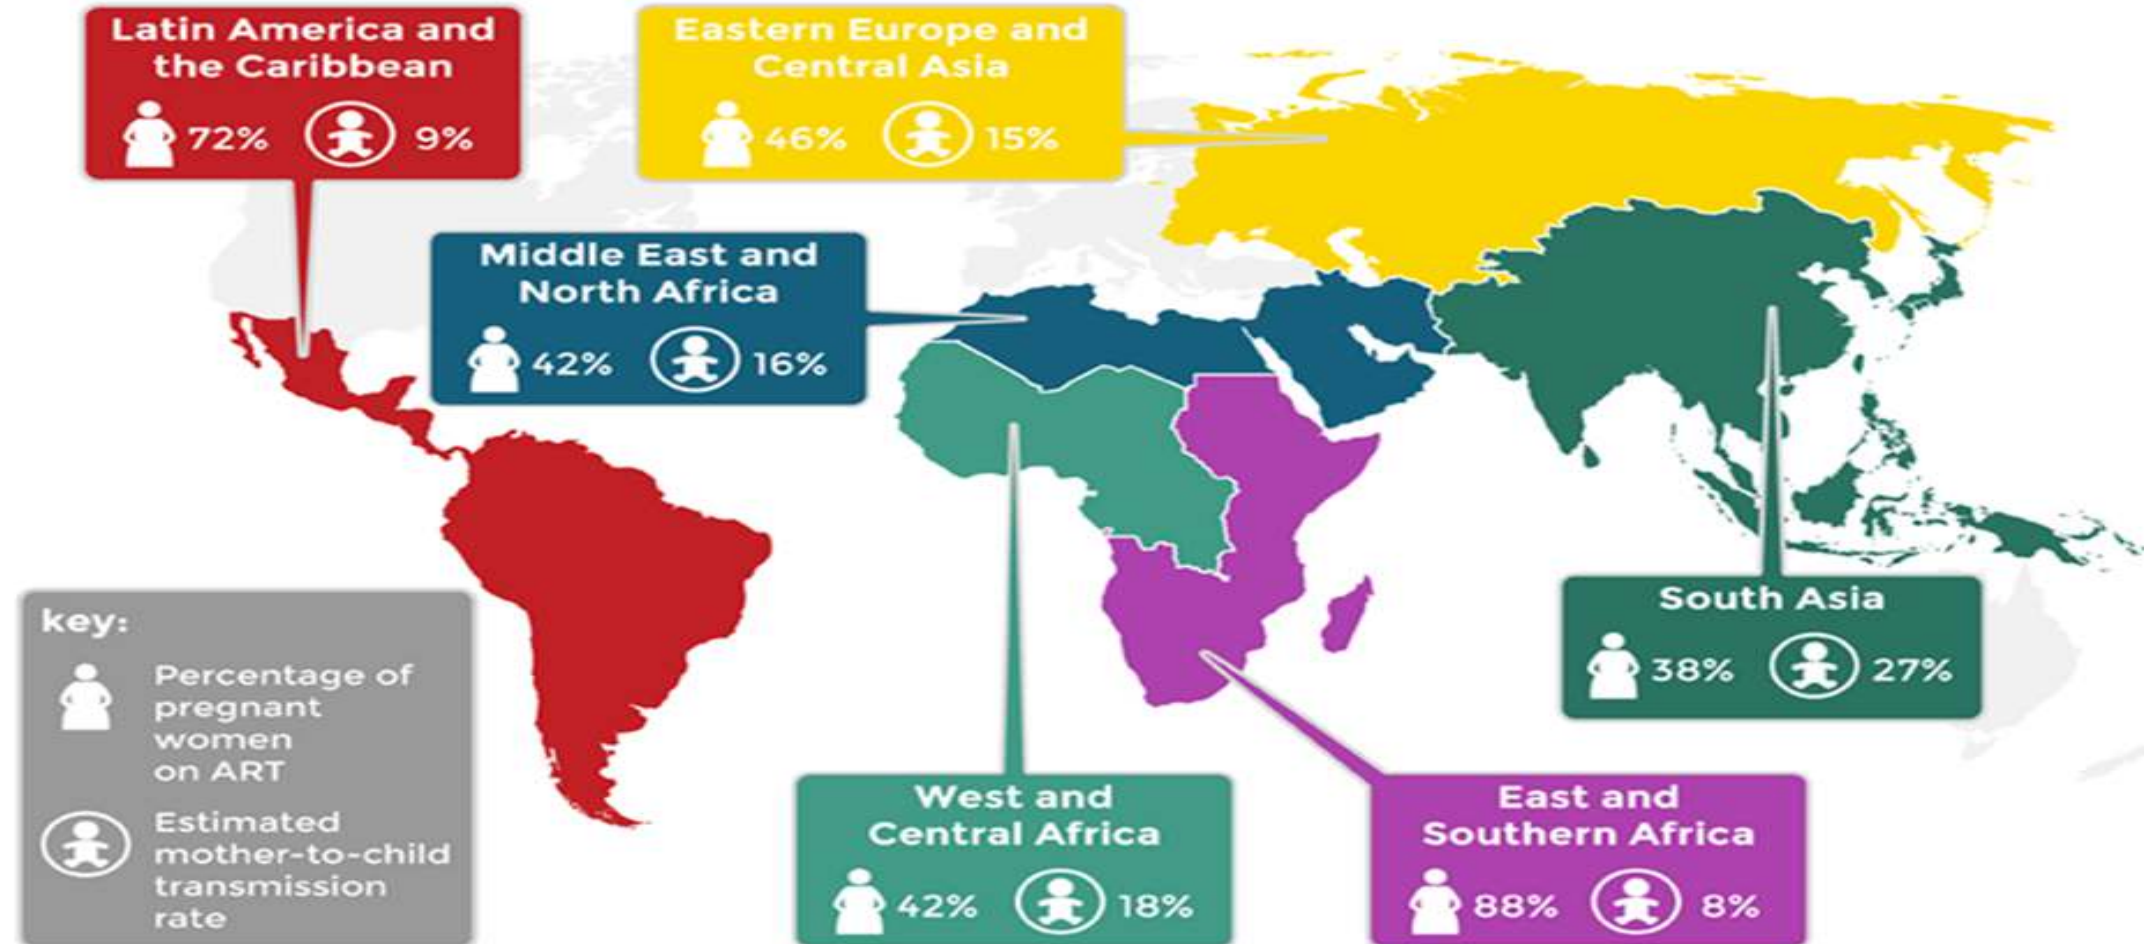 Latin America and
the Caribbean
72% 9%
Eastern Europe and
Central Asia
46% 15%
Middle East and
North Africa
42% 16%
South Asia
38% 27%
West and
Central Africa
42% 18%
East and
Southern Africa
88% 8%
key:
Percentage of
pregnant
women
on ART
Estimated
mother-to-child
transmission
rate